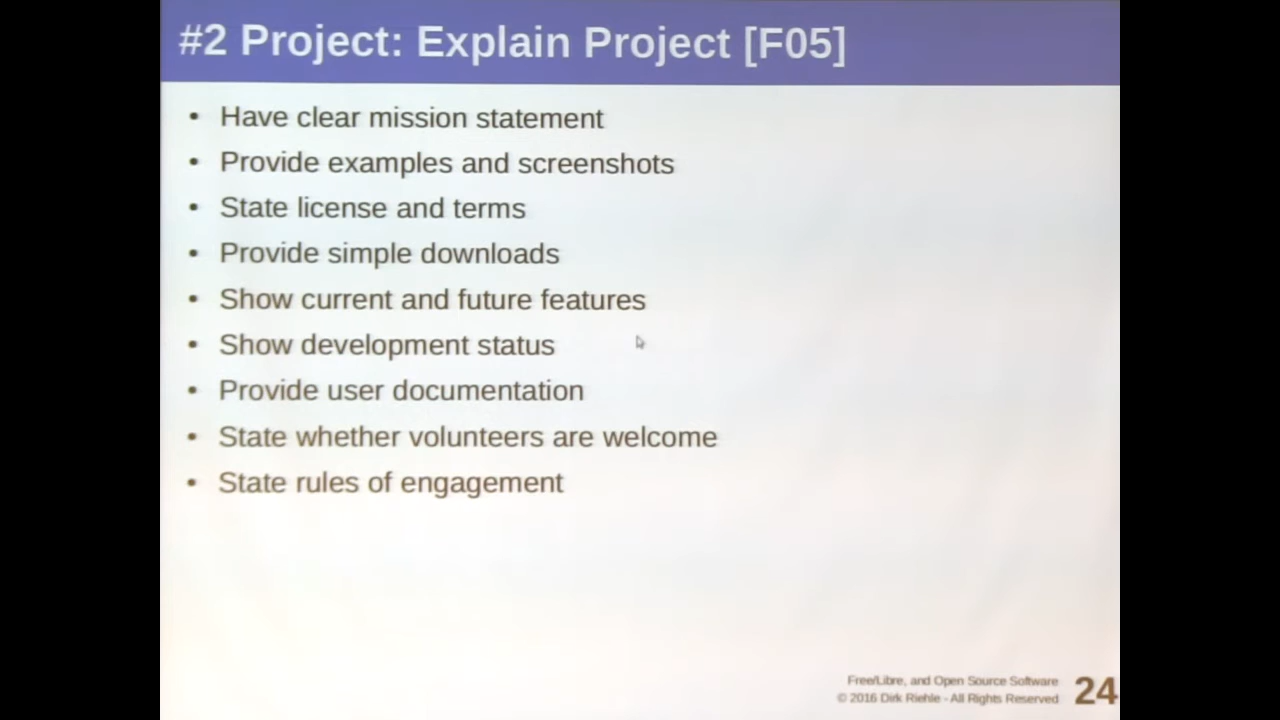 #2 Project: Explain Project [F05]
• Have clear mission statement
• Provide examples and screenshots
• State license and terms
• Provide simple downloads
• Show current and future features
• Show development status
• Provide user documentation
• State whether volunteers are welcome
• State rules of engagement
Free/Libre, and Open Source Software
© 2016 Dirk Riehle - All Rights Reserved
24